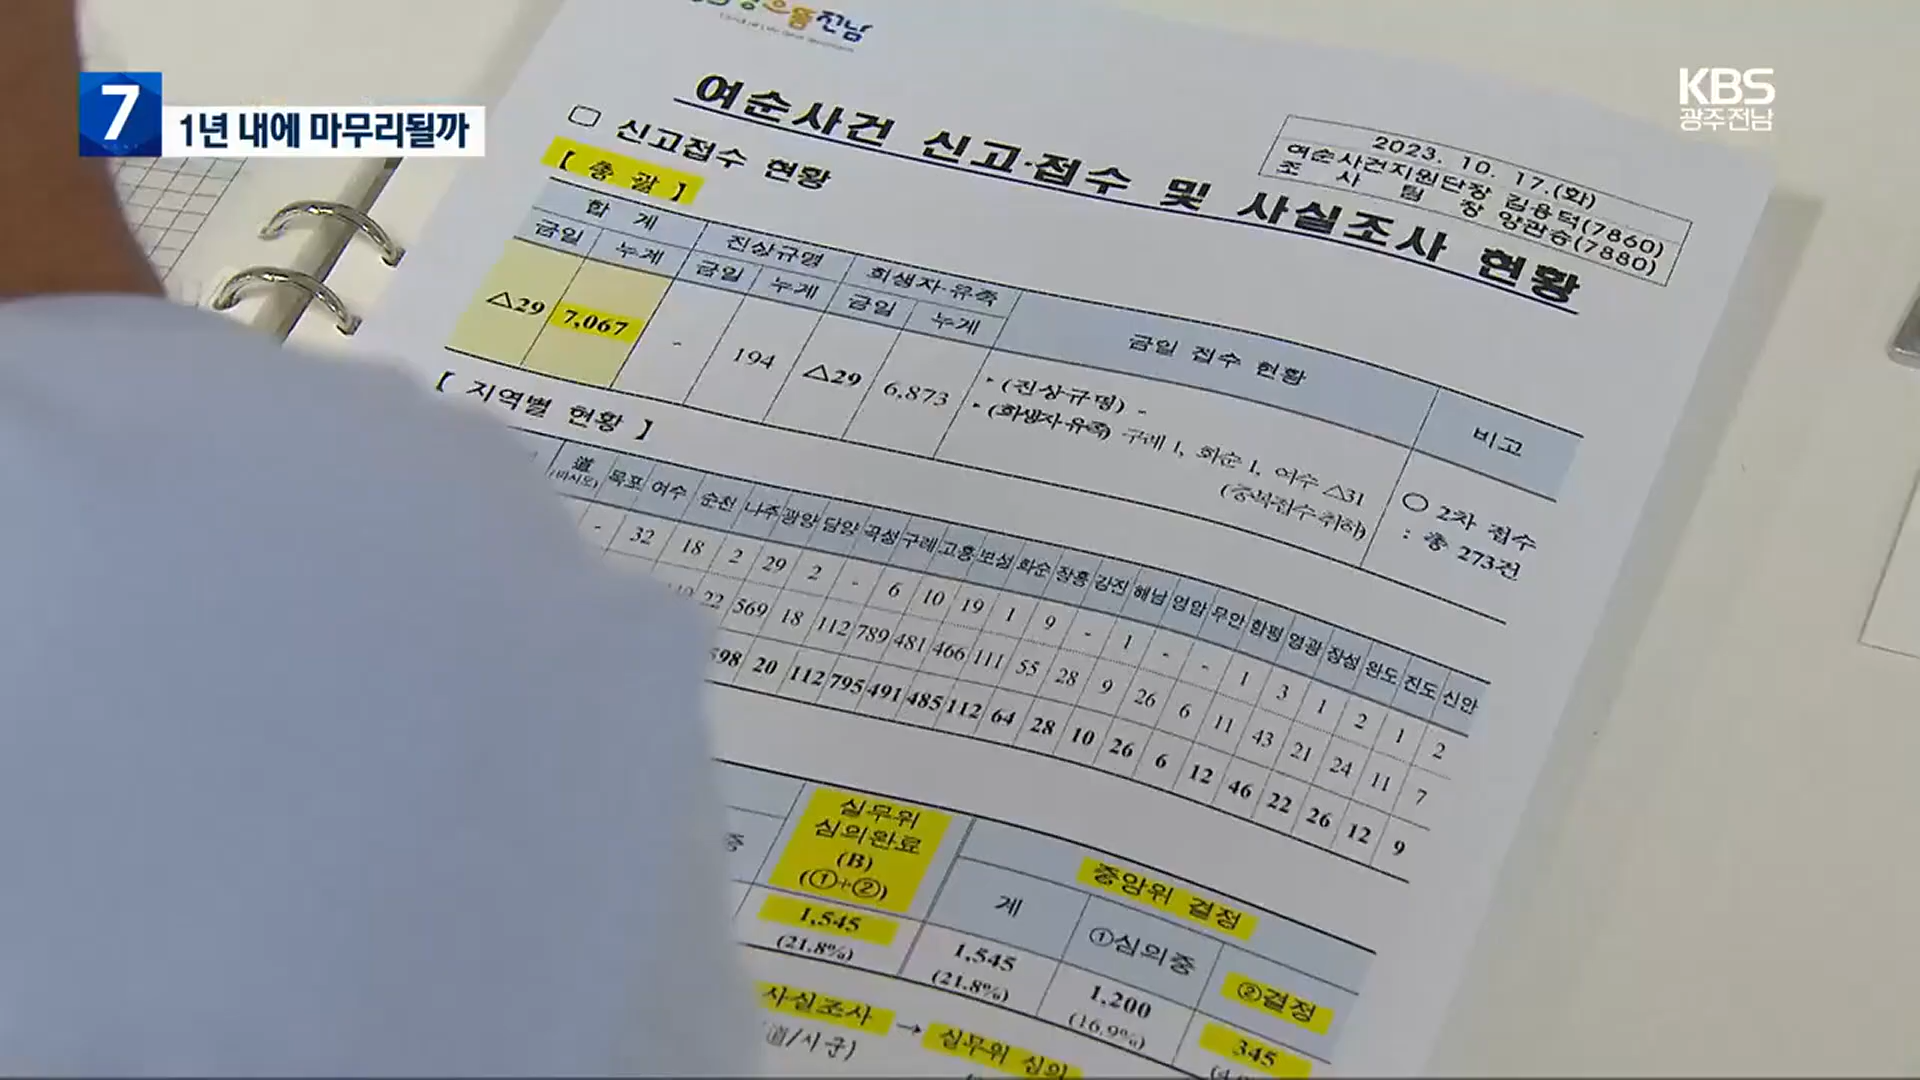 7 1년 내에 마무리될까
KBS
광주전남
으뜸전남
여순사건 신고·접수 및 사실조사 현황
2023. 10. 17.(화)
여순사건지원단장 김용덕(7860)
조 사 팀 장 양관승(7880)
□ 신고접수 현황
【 총 괄 】
합 계 진상규명 희생자·유족 금일 접수 현황 비고
금일 누계 금일 누계 금일 누계
△29 7,067 - 194 △29 6,873
‣ (진상규명) -
‣ (희생자·유족) 구례 1, 화순 1, 여수 △31
(중복접수 취하)
○ 2차 접수
: 총 273건
【 지역별 현황 】
道 목포 여수 순천 나주 광양 담양 곡성 구례 고흥 보성 화순 장흥 강진 해남 영암 무안 함평 영광 장성 완도 진도 신안
- 32 18 2 29 2 - 6 10 19 1 9 - 1 - - 1 3 1 2 1 2
22 569 18 112 789 481 466 111 55 28 9 26 6 11 43 21 24 11 7
598 20 112 795 491 485 112 64 28 10 26 6 12 46 22 26 12 9
중 실무위
심의완료
(B)
(①+②)
중앙위 결정
계 ①심의중 ②결정
1,545 1,545 1,200 345
(21.8%) (21.8%) (16.9%)
사실조사 → 실무위 심의
道/시군)